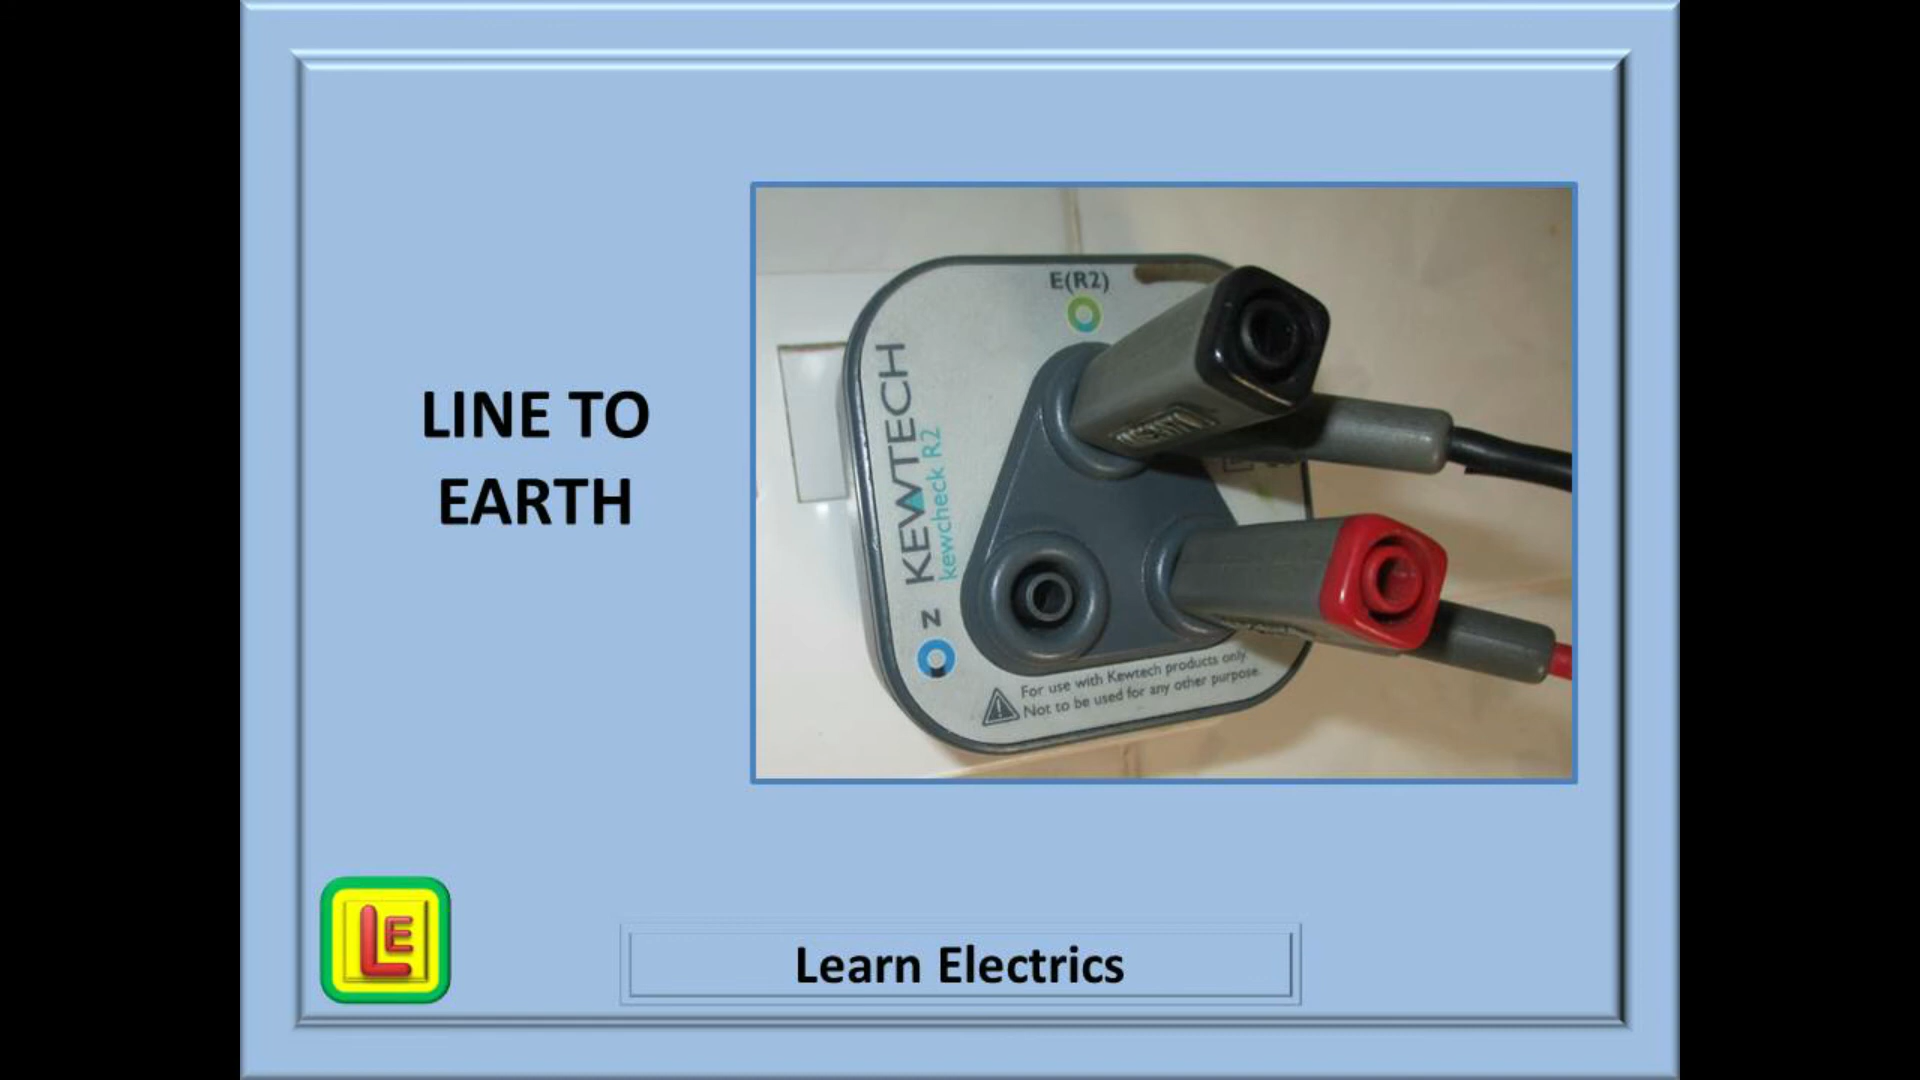 LINE TO
EARTH
E(R2)
KEWTECH
kewcheck R2
N
For use with Kewtech products only.
Not to be used for any other purpose.
LE
Learn Electrics